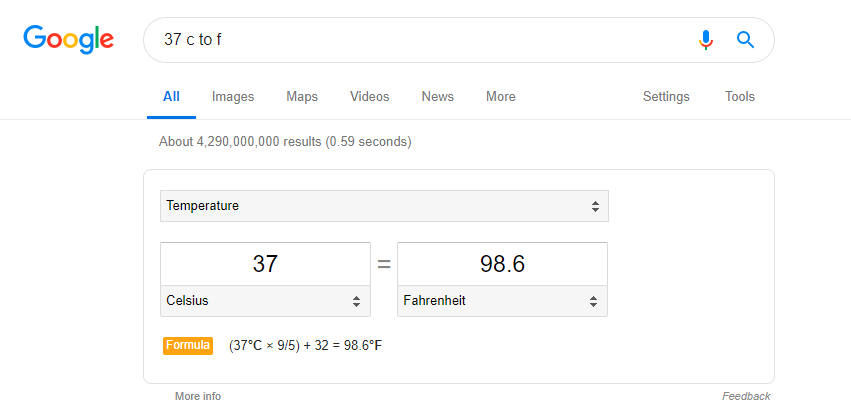 Google 37 c to f
All Images Maps Videos News More Settings Tools
About 4,290,000,000 results (0.59 seconds)
Temperature
37 = 98.6
Celsius Fahrenheit
Formula (37°C × 9/5) + 32 = 98.6°F
More info Feedback